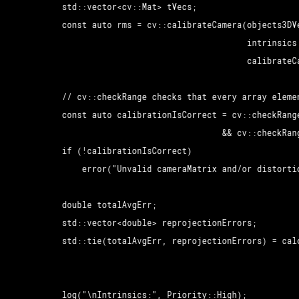 std::vector<cv::Mat> tVecs;
const auto rms = cv::calibrateCamera(objects3DVe
intrinsics
calibrateCa
// cv::checkRange checks that every array elemen
const auto calibrationIsCorrect = cv::checkRange
&& cv::checkRang
if (!calibrationIsCorrect)
error("Unvalid cameraMatrix and/or distortio
double totalAvgErr;
std::vector<double> reprojectionErrors;
std::tie(totalAvgErr, reprojectionErrors) = calc
log("\nIntrinsics:", Priority::High);